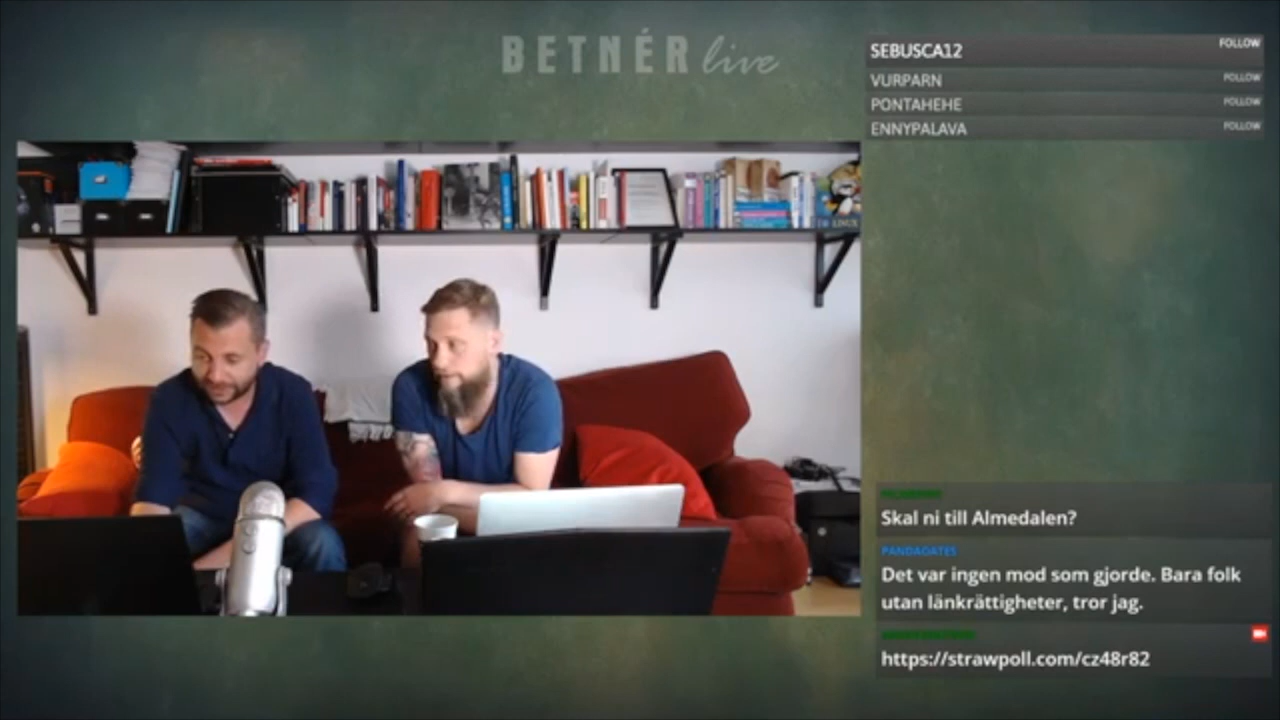 BETNÉR live
SEBUSCA12 FOLLOW
VURPARN FOLLOW
PONTAHEHE FOLLOW
ENNYPALAVA FOLLOW
Skal ni till Almedalen?
PANDAOATES
Det var ingen mod som gjorde. Bara folk
utan länkrättigheter, tror jag.
https://strawpoll.com/cz48r82